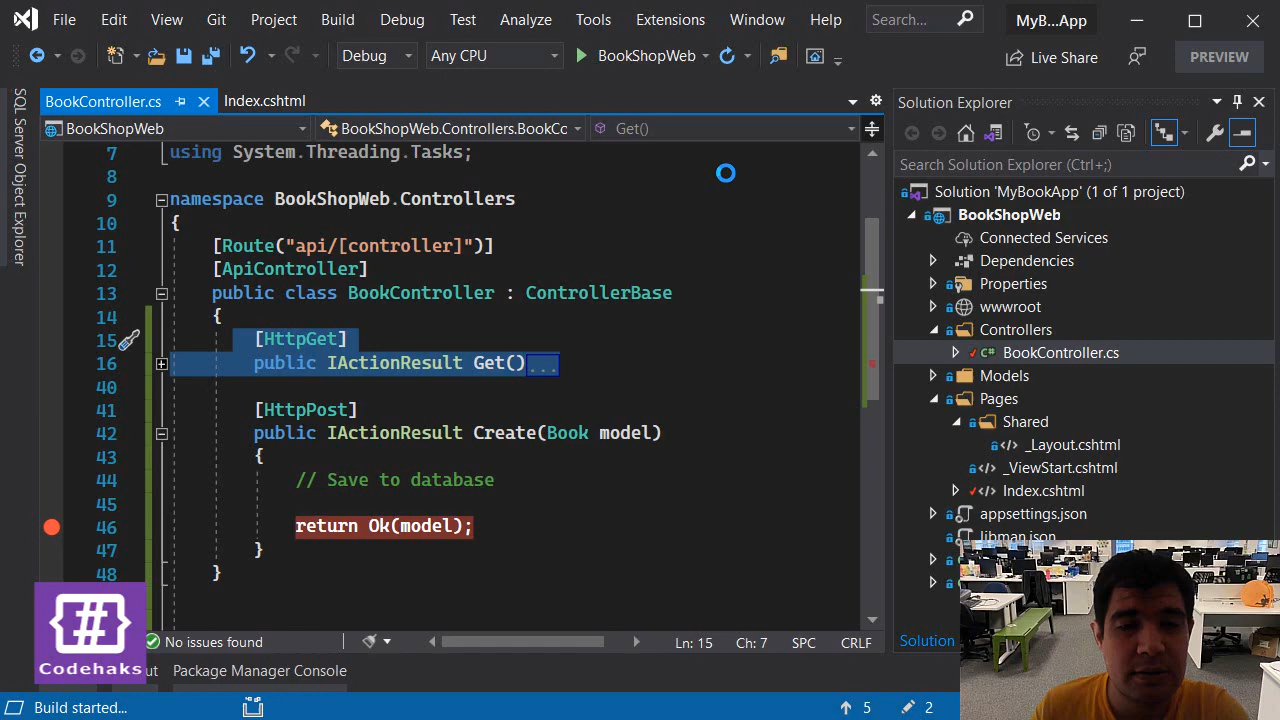 File Edit View Git Project Build Debug Test Analyze Tools Extensions Window Help Search... MyB...App
Debug Any CPU BookShopWeb Live Share PREVIEW
SQL Server Object Explorer
BookController.cs Index.cshtml
BookShopWeb BookShopWeb.Controllers.BookCo Get()
7 using System.Threading.Tasks;
8
9 namespace BookShopWeb.Controllers
10 {
11 [Route("api/[controller]")]
12 [ApiController]
13 public class BookController : ControllerBase
14 {
15 [HttpGet]
16 public IActionResult Get()...
40
41 [HttpPost]
42 public IActionResult Create(Book model)
43 {
44 // Save to database
45
46 return Ok(model);
47 }
48 }
No issues found Ln: 15 Ch: 7 SPC CRLF
Package Manager Console
Build started... 5 2
Solution Explorer
Search Solution Explorer (Ctrl+;)
Solution 'MyBookApp' (1 of 1 project)
BookShopWeb
Connected Services
Dependencies
Properties
wwwroot
Controllers
BookController.cs
Models
Pages
Shared
_Layout.cshtml
_ViewStart.cshtml
Index.cshtml
appsettings.json
libman.json
Solution
{#}
Codehaks